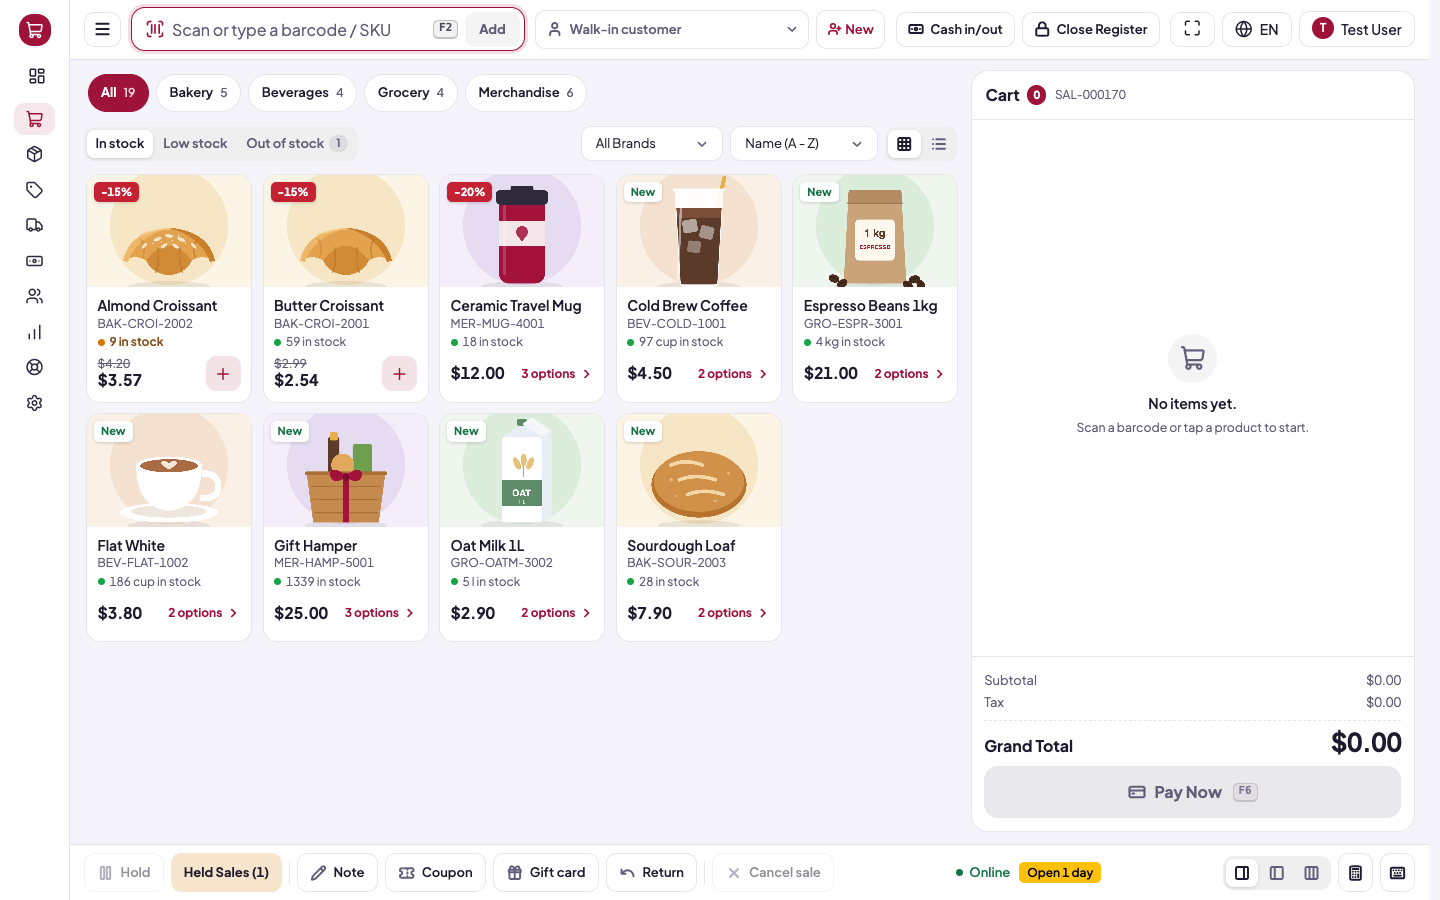 Scan or type a barcode / SKU F2 Add
Walk-in customer
New
Cash in/out
Close Register
EN
T Test User
All 19
Bakery 5
Beverages 4
Grocery 4
Merchandise 6
Cart 0 SAL-000170
In stock
Low stock
Out of stock 1
All Brands
Name (A - Z)
-15%
Almond Croissant
BAK-CROI-2002
9 in stock
$4.20
$3.57
-15%
Butter Croissant
BAK-CROI-2001
59 in stock
$2.99
$2.54
-20%
Ceramic Travel Mug
MER-MUG-4001
18 in stock
$12.00 3 options
New
Cold Brew Coffee
BEV-COLD-1001
97 cup in stock
$4.50 2 options
New
1 kg
ESPRESSO
Espresso Beans 1kg
GRO-ESPR-3001
4 kg in stock
$21.00 2 options
New
Flat White
BEV-FLAT-1002
186 cup in stock
$3.80 2 options
New
Gift Hamper
MER-HAMP-5001
1339 in stock
$25.00 3 options
New
OAT
1 L
Oat Milk 1L
GRO-OATM-3002
5 l in stock
$2.90 2 options
New
Sourdough Loaf
BAK-SOUR-2003
28 in stock
$7.90 2 options
No items yet.
Scan a barcode or tap a product to start.
Subtotal $0.00
Tax $0.00
Grand Total $0.00
Pay Now F6
Hold
Held Sales (1)
Note
Coupon
Gift card
Return
Cancel sale
Online
Open 1 day